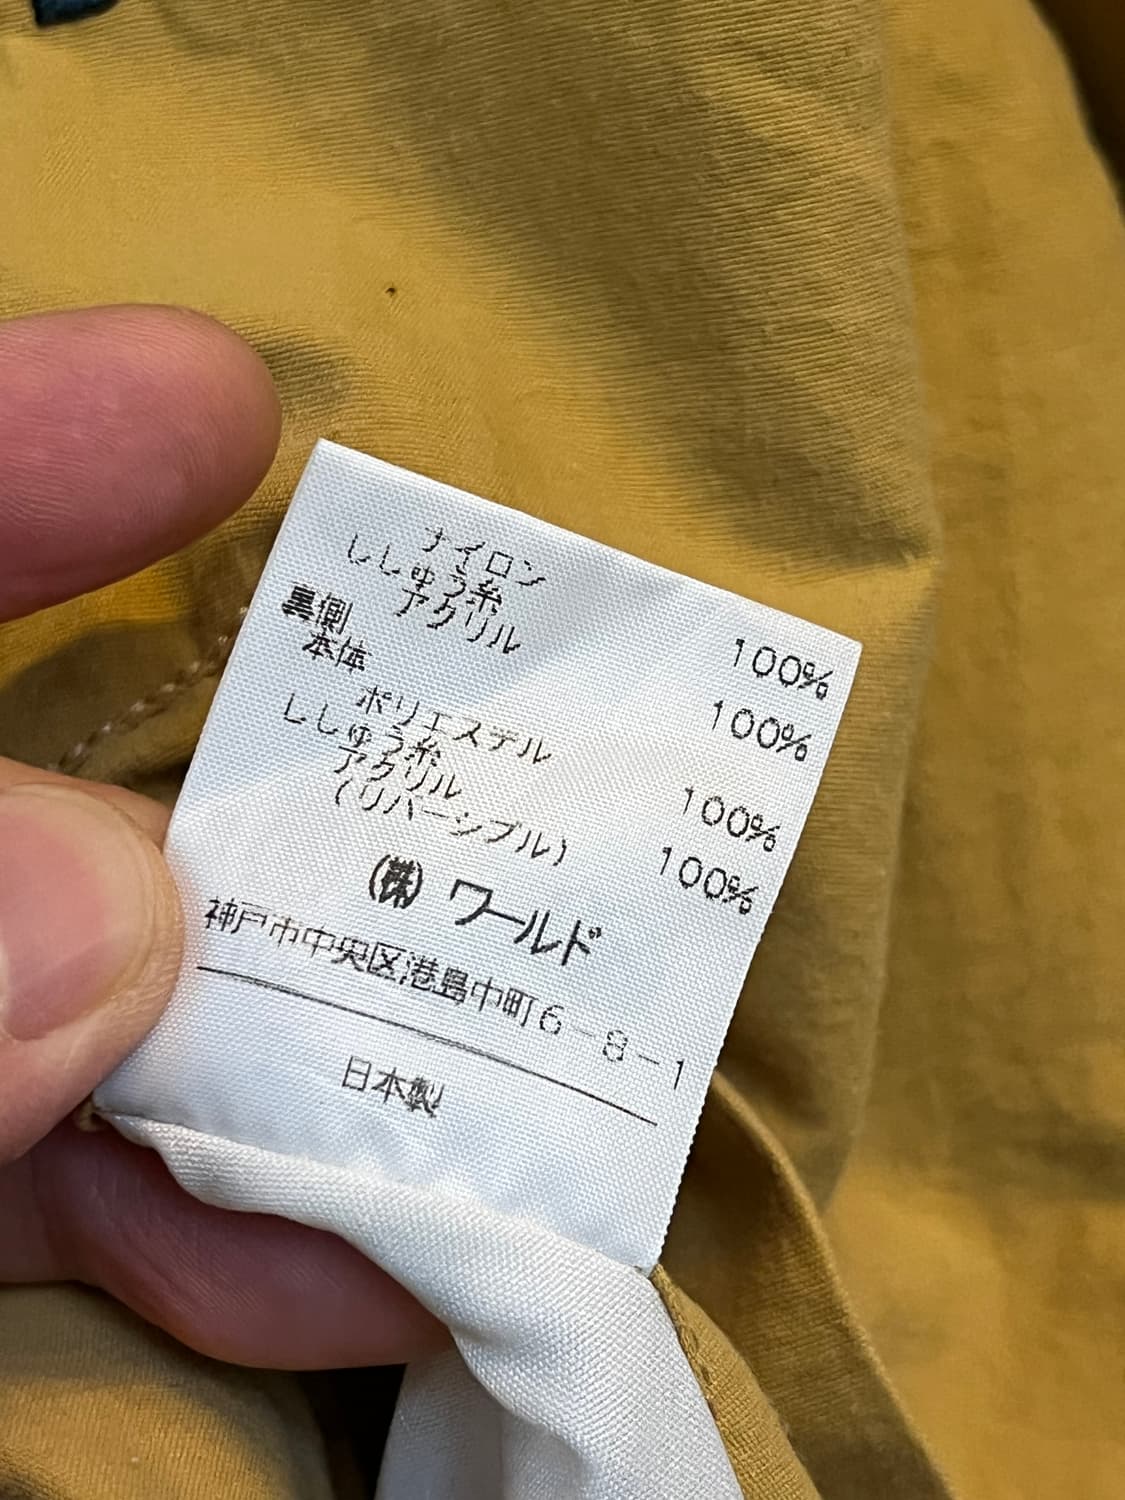 ナイロン 100%
ししゅう糸
アクリル 100%
裏側
本体
ポリエステル 100%
ししゅう糸
アクリル 100%
(リバーシブル)
(株) ワールド
神戸市中央区港島中町6-8-1
日本製